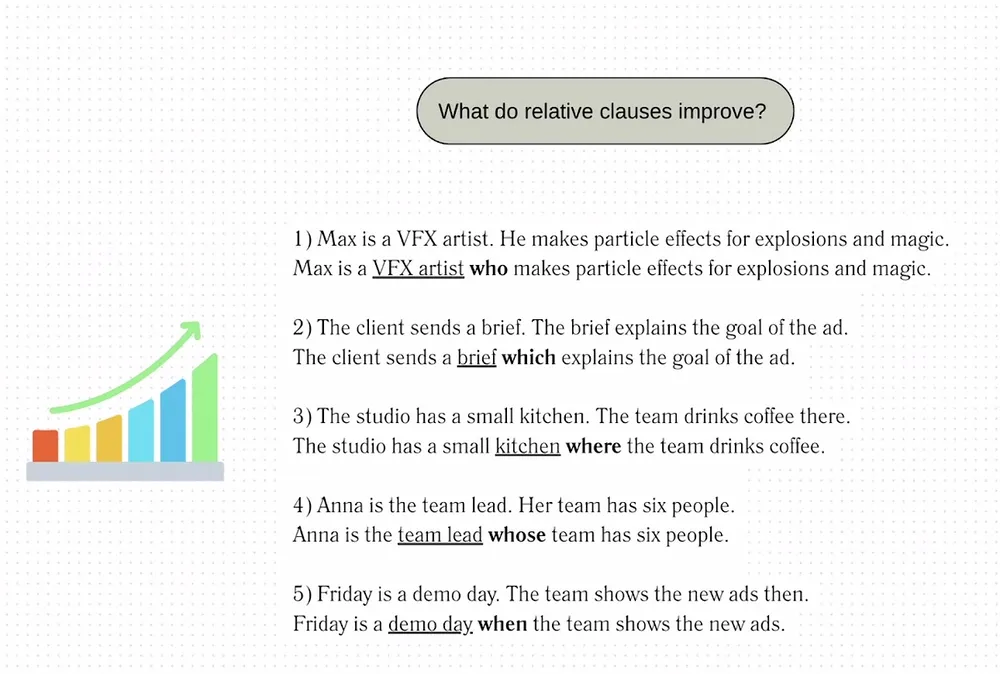 What do relative clauses improve?
1) Max is a VFX artist. He makes particle effects for explosions and magic.
Max is a VFX artist who makes particle effects for explosions and magic.
2) The client sends a brief. The brief explains the goal of the ad.
The client sends a brief which explains the goal of the ad.
3) The studio has a small kitchen. The team drinks coffee there.
The studio has a small kitchen where the team drinks coffee.
4) Anna is the team lead. Her team has six people.
Anna is the team lead whose team has six people.
5) Friday is a demo day. The team shows the new ads then.
Friday is a demo day when the team shows the new ads.